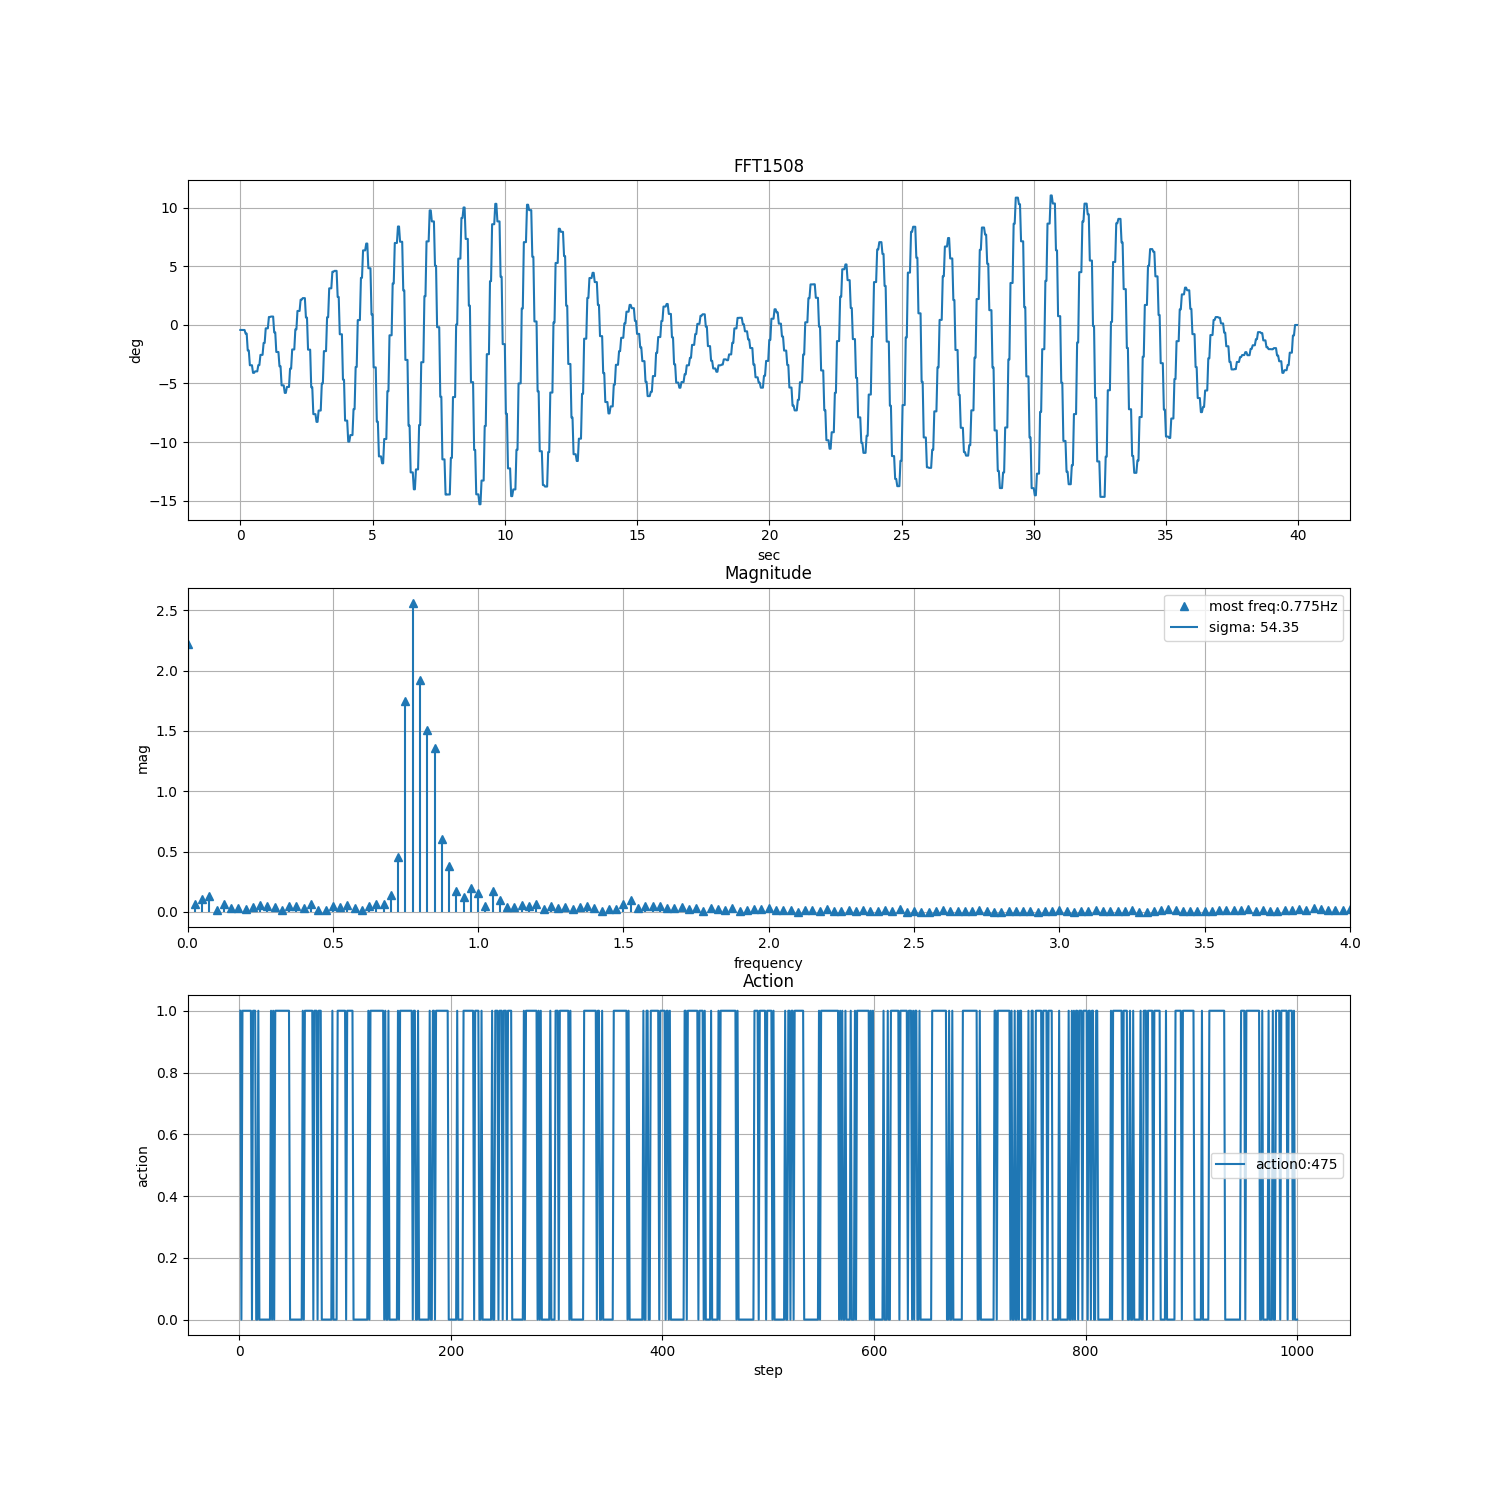 FFT1508
10
5
0
−5
−10
−15
deg
0 5 10 15 20 25 30 35 40
sec
Magnitude
2.5
2.0
1.5
1.0
0.5
0.0
mag
most freq:0.775Hz
sigma: 54.35
0.0 0.5 1.0 1.5 2.0 2.5 3.0 3.5 4.0
frequency
Action
1.0
0.8
0.6
0.4
0.2
0.0
action
action0:475
0 200 400 600 800 1000
step